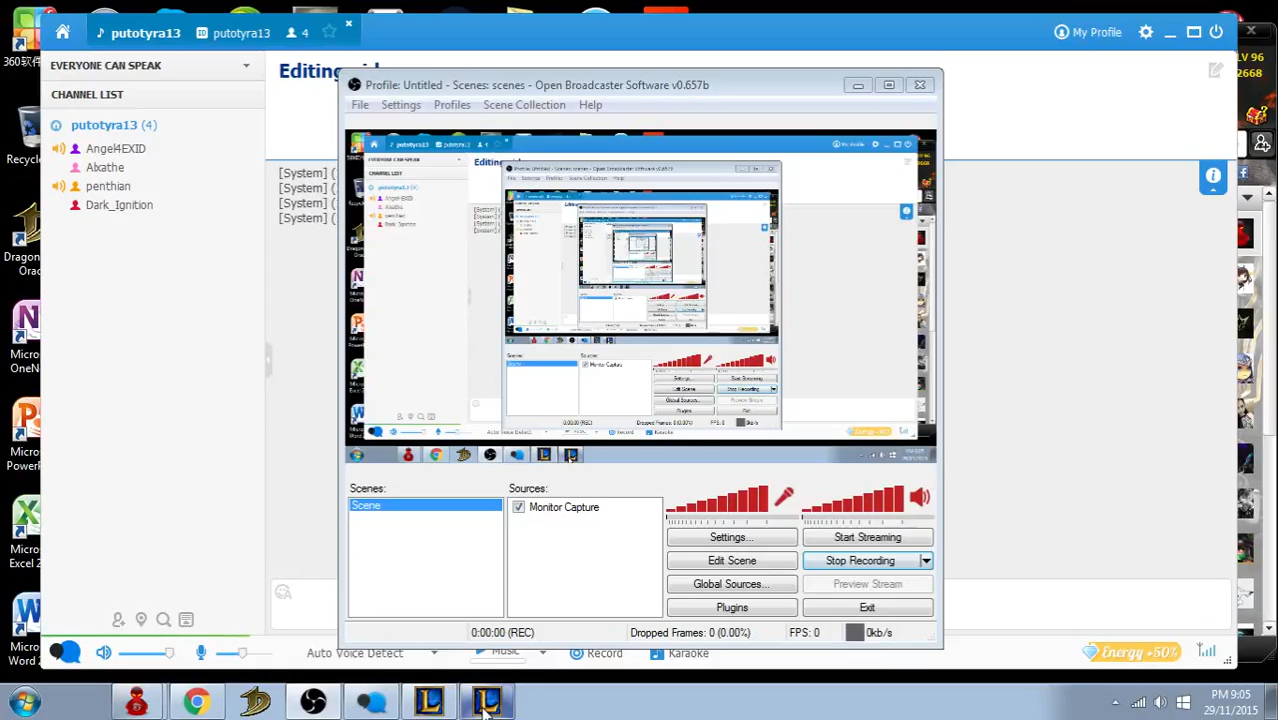 putotyra13
putotyra13
4
My Profile
EVERYONE CAN SPEAK
CHANNEL LIST
putotyra13 (4)
Angel4EXID
Alxathe
penthian
Dark_Ignition
[System] (
[System] (
[System] (
[System] (
Profile: Untitled - Scenes: scenes - Open Broadcaster Software v0.657b
File Settings Profiles Scene Collection Help
Scenes:
Scene
Sources:
Monitor Capture
Settings...
Start Streaming
Edit Scene
Stop Recording
Global Sources...
Preview Stream
Plugins
Exit
0:00:00 (REC)
Dropped Frames: 0 (0.00%)
FPS: 0
0kb/s
Auto Voice Detect
Music
Record
Karaoke
Energy +50%
LV 96
2668
PM 9:05
29/11/2015